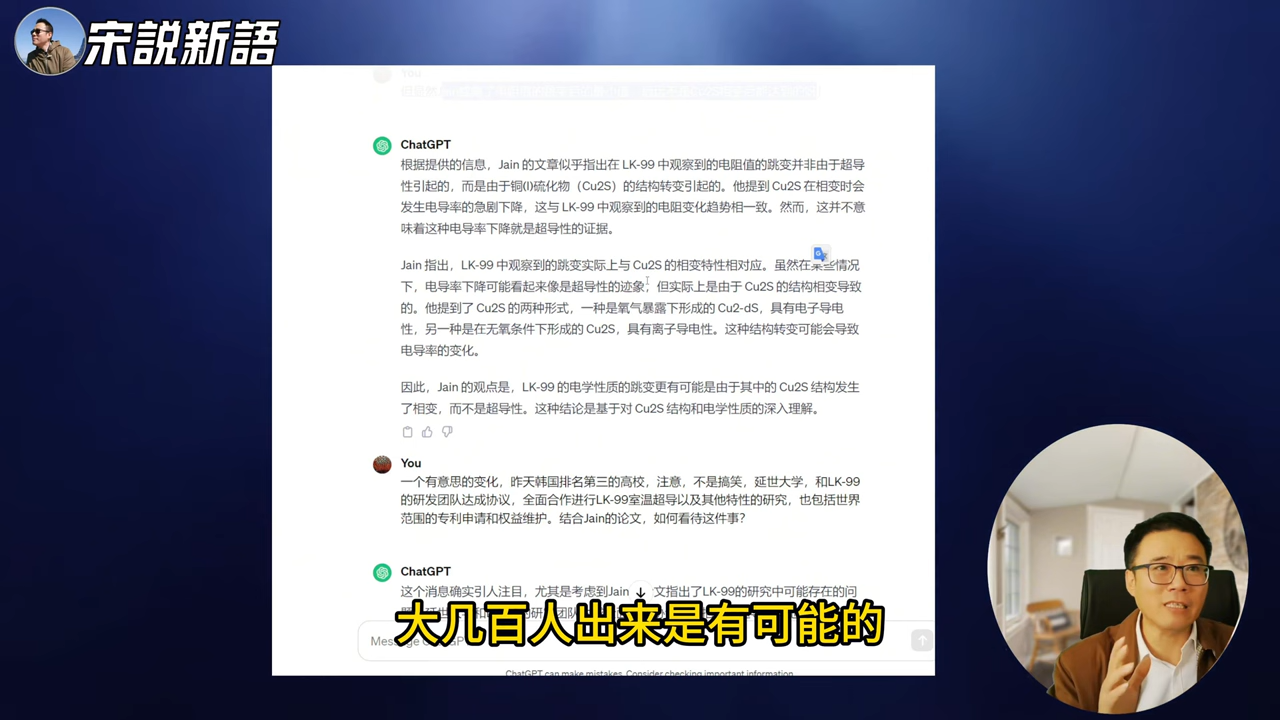 宋説新語
You
ChatGPT
根据提供的信息，Jain 的文章似乎指出在 LK-99 中观察到的电阻值的跳变并非由于超导
性引起的，而是由于铜(I)硫化物（Cu2S）的结构转变引起的。他提到 Cu2S 在相变时会
发生电导率的急剧下降，这与 LK-99 中观察到的电阻变化趋势相一致。然而，这并不意
味着这种电导率下降就是超导性的证据。
Jain 指出，LK-99 中观察到的跳变实际上与 Cu2S 的相变特性相对应。虽然在某些情况
下，电导率下降可能看起来像是超导性的迹象，但实际上是由于 Cu2S 的结构相变导致
的。他提到了 Cu2S 的两种形式，一种是氧气暴露下形成的 Cu2-dS，具有电子导电
性，另一种是在无氧条件下形成的 Cu2S，具有离子导电性。这种结构转变可能会导致
电导率的变化。
因此，Jain 的观点是，LK-99 的电学性质的跳变更有可能是由于其中的 Cu2S 结构发生
了相变，而不是超导性。这种结论是基于对 Cu2S 结构和电学性质的深入理解。
You
一个有意思的变化，昨天韩国排名第三的高校，注意，不是搞笑，延世大学，和LK-99
的研发团队达成协议，全面合作进行LK-99室温超导以及其他特性的研究，也包括世界
范围的专利申请和权益维护。结合Jain的论文，如何看待这件事？
ChatGPT
这个消息确实引人注目，尤其是考虑到Jain 文指出了LK-99的研究中可能存在的问
大几百人出来是有可能的
ChatGPT can make mistakes. Consider checking important information.